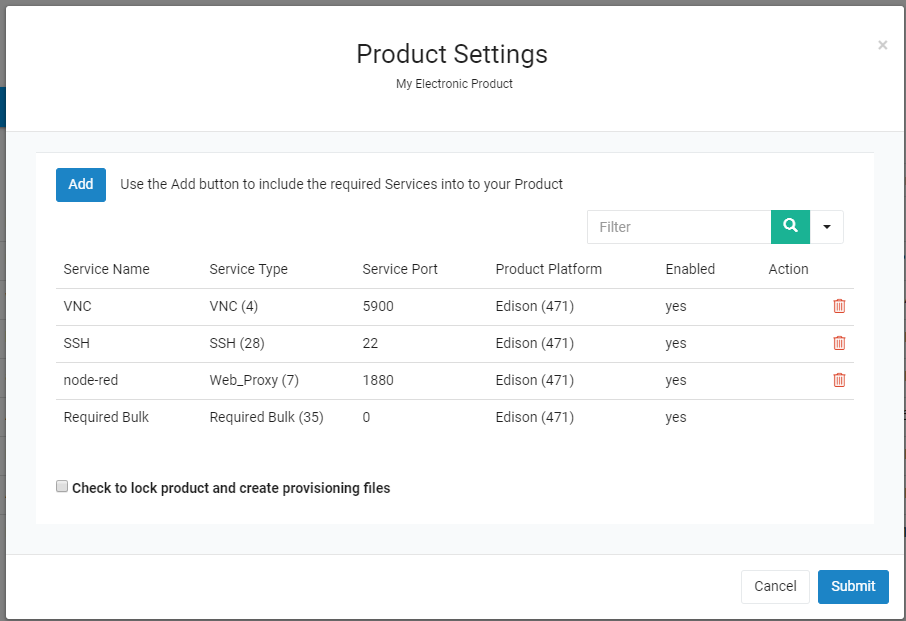 Product Settings
×
My Electronic Product
Add Use the Add button to include the required Services into to your Product
Filter
Service Name Service Type Service Port Product Platform Enabled Action
VNC VNC (4) 5900 Edison (471) yes
SSH SSH (28) 22 Edison (471) yes
node-red Web_Proxy (7) 1880 Edison (471) yes
Required Bulk Required Bulk (35) 0 Edison (471) yes
Check to lock product and create provisioning files
Cancel Submit